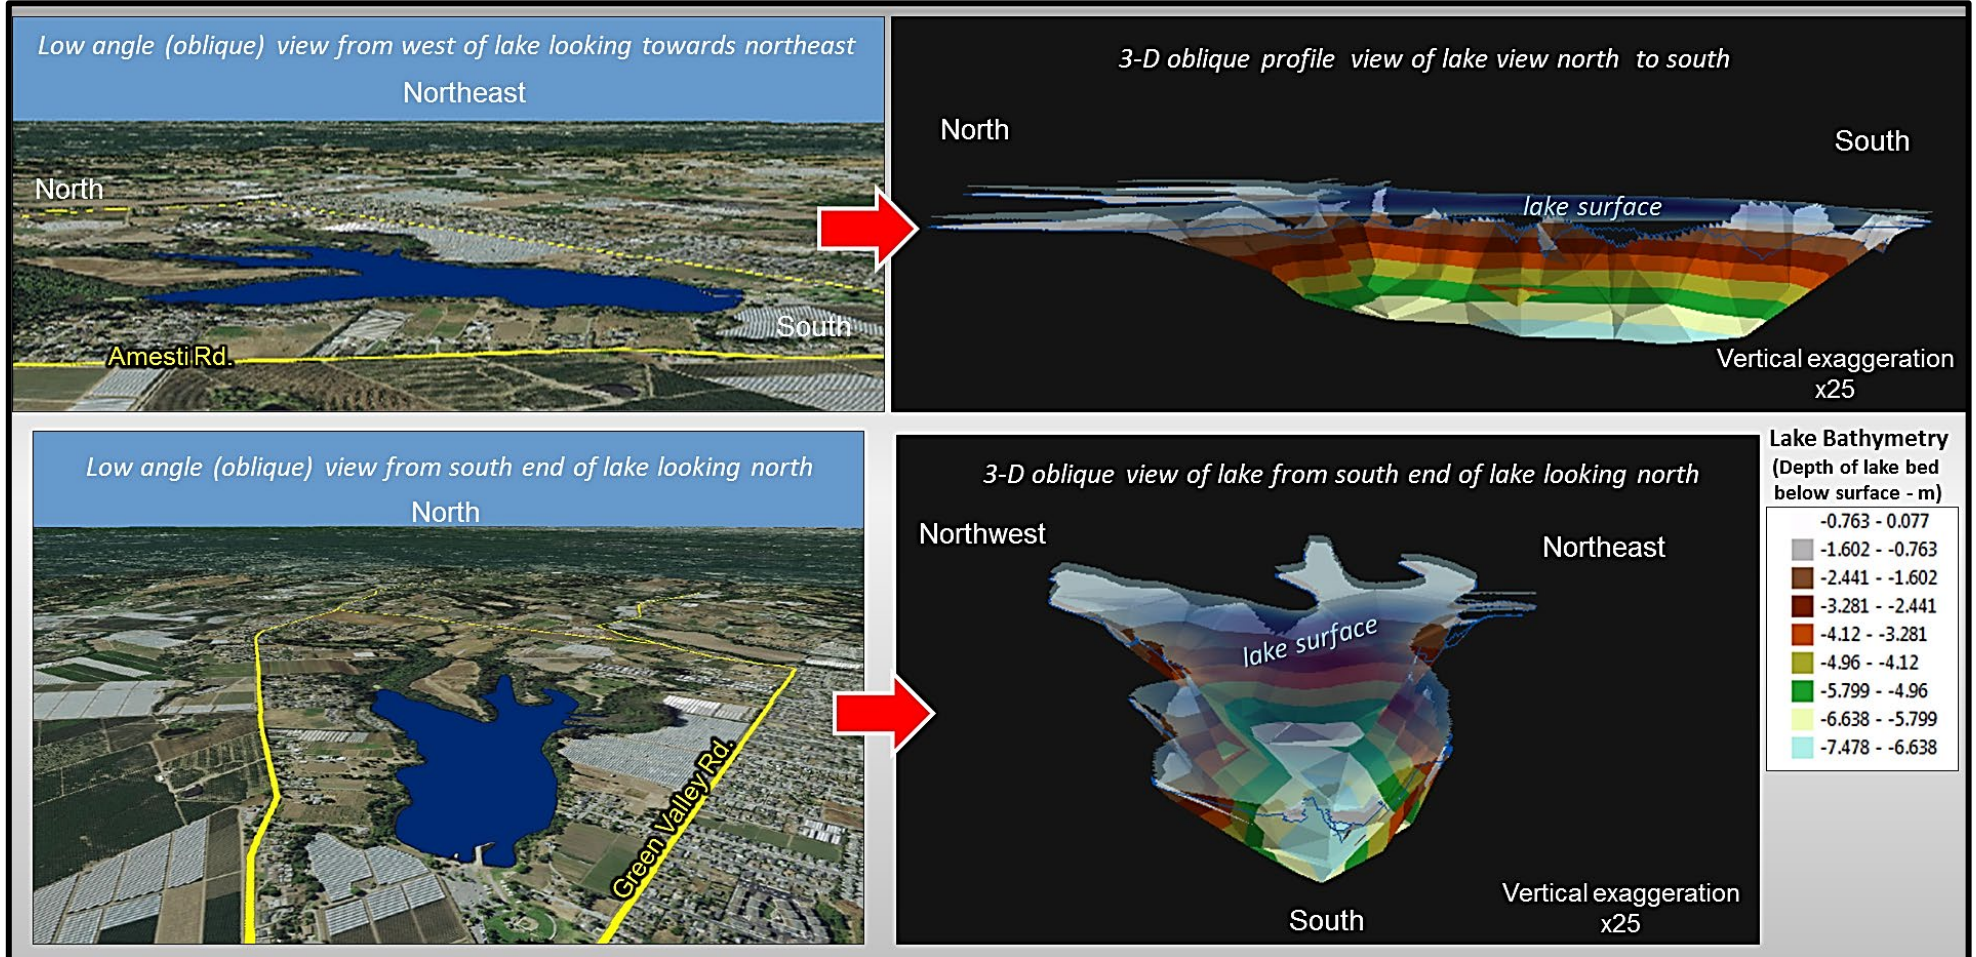 Low angle (oblique) view from west of lake looking towards northeast
Northeast
North
South
Amesti Rd.
3-D oblique profile view of lake view north to south
North
South
lake surface
Vertical exaggeration
x25
Low angle (oblique) view from south end of lake looking north
North
Green Valley Rd.
3-D oblique view of lake from south end of lake looking north
Northwest
Northeast
lake surface
South
Vertical exaggeration
x25
Lake Bathymetry
(Depth of lake bed
below surface - m)
-0.763 - 0.077
-1.602 - -0.763
-2.441 - -1.602
-3.281 - -2.441
-4.12 - -3.281
-4.96 - -4.12
-5.799 - -4.96
-6.638 - -5.799
-7.478 - -6.638